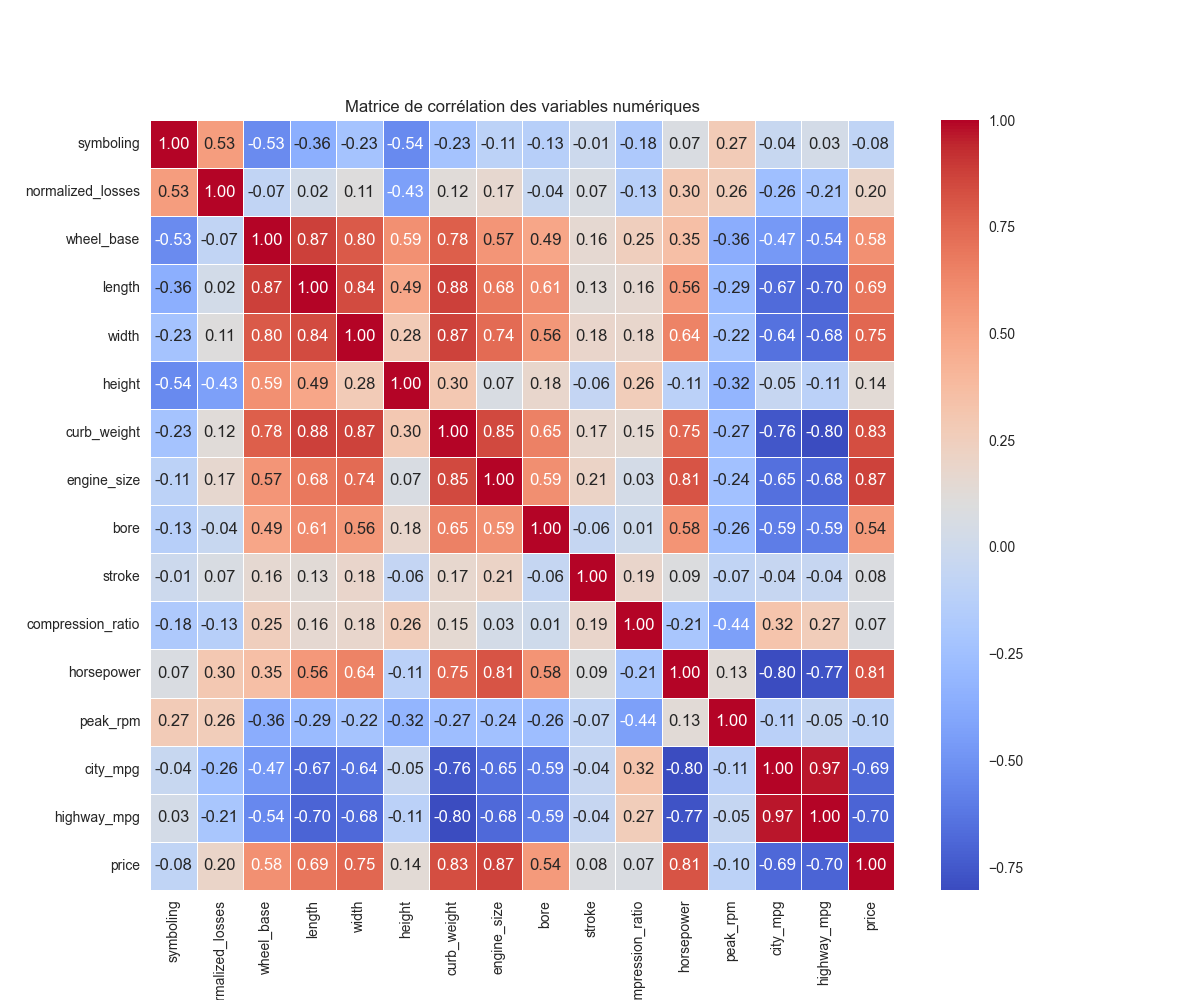 Matrice de corrélation des variables numériques
symboling 1.00 0.53 -0.53 -0.36 -0.23 -0.54 -0.23 -0.11 -0.13 -0.01 -0.18 0.07 0.27 -0.04 0.03 -0.08
normalized_losses 0.53 1.00 -0.07 0.02 0.11 -0.43 0.12 0.17 -0.04 0.07 -0.13 0.30 0.26 -0.26 -0.21 0.20
wheel_base -0.53 -0.07 1.00 0.87 0.80 0.59 0.78 0.57 0.49 0.16 0.25 0.35 -0.36 -0.47 -0.54 0.58
length -0.36 0.02 0.87 1.00 0.84 0.49 0.88 0.68 0.61 0.13 0.16 0.56 -0.29 -0.67 -0.70 0.69
width -0.23 0.11 0.80 0.84 1.00 0.28 0.87 0.74 0.56 0.18 0.18 0.64 -0.22 -0.64 -0.68 0.75
height -0.54 -0.43 0.59 0.49 0.28 1.00 0.30 0.07 0.18 -0.06 0.26 -0.11 -0.32 -0.05 -0.11 0.14
curb_weight -0.23 0.12 0.78 0.88 0.87 0.30 1.00 0.85 0.65 0.17 0.15 0.75 -0.27 -0.76 -0.80 0.83
engine_size -0.11 0.17 0.57 0.68 0.74 0.07 0.85 1.00 0.59 0.21 0.03 0.81 -0.24 -0.65 -0.68 0.87
bore -0.13 -0.04 0.49 0.61 0.56 0.18 0.65 0.59 1.00 -0.06 0.01 0.58 -0.26 -0.59 -0.59 0.54
stroke -0.01 0.07 0.16 0.13 0.18 -0.06 0.17 0.21 -0.06 1.00 0.19 0.09 -0.07 -0.04 -0.04 0.08
compression_ratio -0.18 -0.13 0.25 0.16 0.18 0.26 0.15 0.03 0.01 0.19 1.00 -0.21 -0.44 0.32 0.27 0.07
horsepower 0.07 0.30 0.35 0.56 0.64 -0.11 0.75 0.81 0.58 0.09 -0.21 1.00 0.13 -0.80 -0.77 0.81
peak_rpm 0.27 0.26 -0.36 -0.29 -0.22 -0.32 -0.27 -0.24 -0.26 -0.07 -0.44 0.13 1.00 -0.11 -0.05 -0.10
city_mpg -0.04 -0.26 -0.47 -0.67 -0.64 -0.05 -0.76 -0.65 -0.59 -0.04 0.32 -0.80 -0.11 1.00 0.97 -0.69
highway_mpg 0.03 -0.21 -0.54 -0.70 -0.68 -0.11 -0.80 -0.68 -0.59 -0.04 0.27 -0.77 -0.05 0.97 1.00 -0.70
price -0.08 0.20 0.58 0.69 0.75 0.14 0.83 0.87 0.54 0.08 0.07 0.81 -0.10 -0.69 -0.70 1.00
symboling
rmalized_losses
wheel_base
length
width
height
curb_weight
engine_size
bore
stroke
mpression_ratio
horsepower
peak_rpm
city_mpg
highway_mpg
price
1.00
0.75
0.50
0.25
0.00
−0.25
−0.50
−0.75